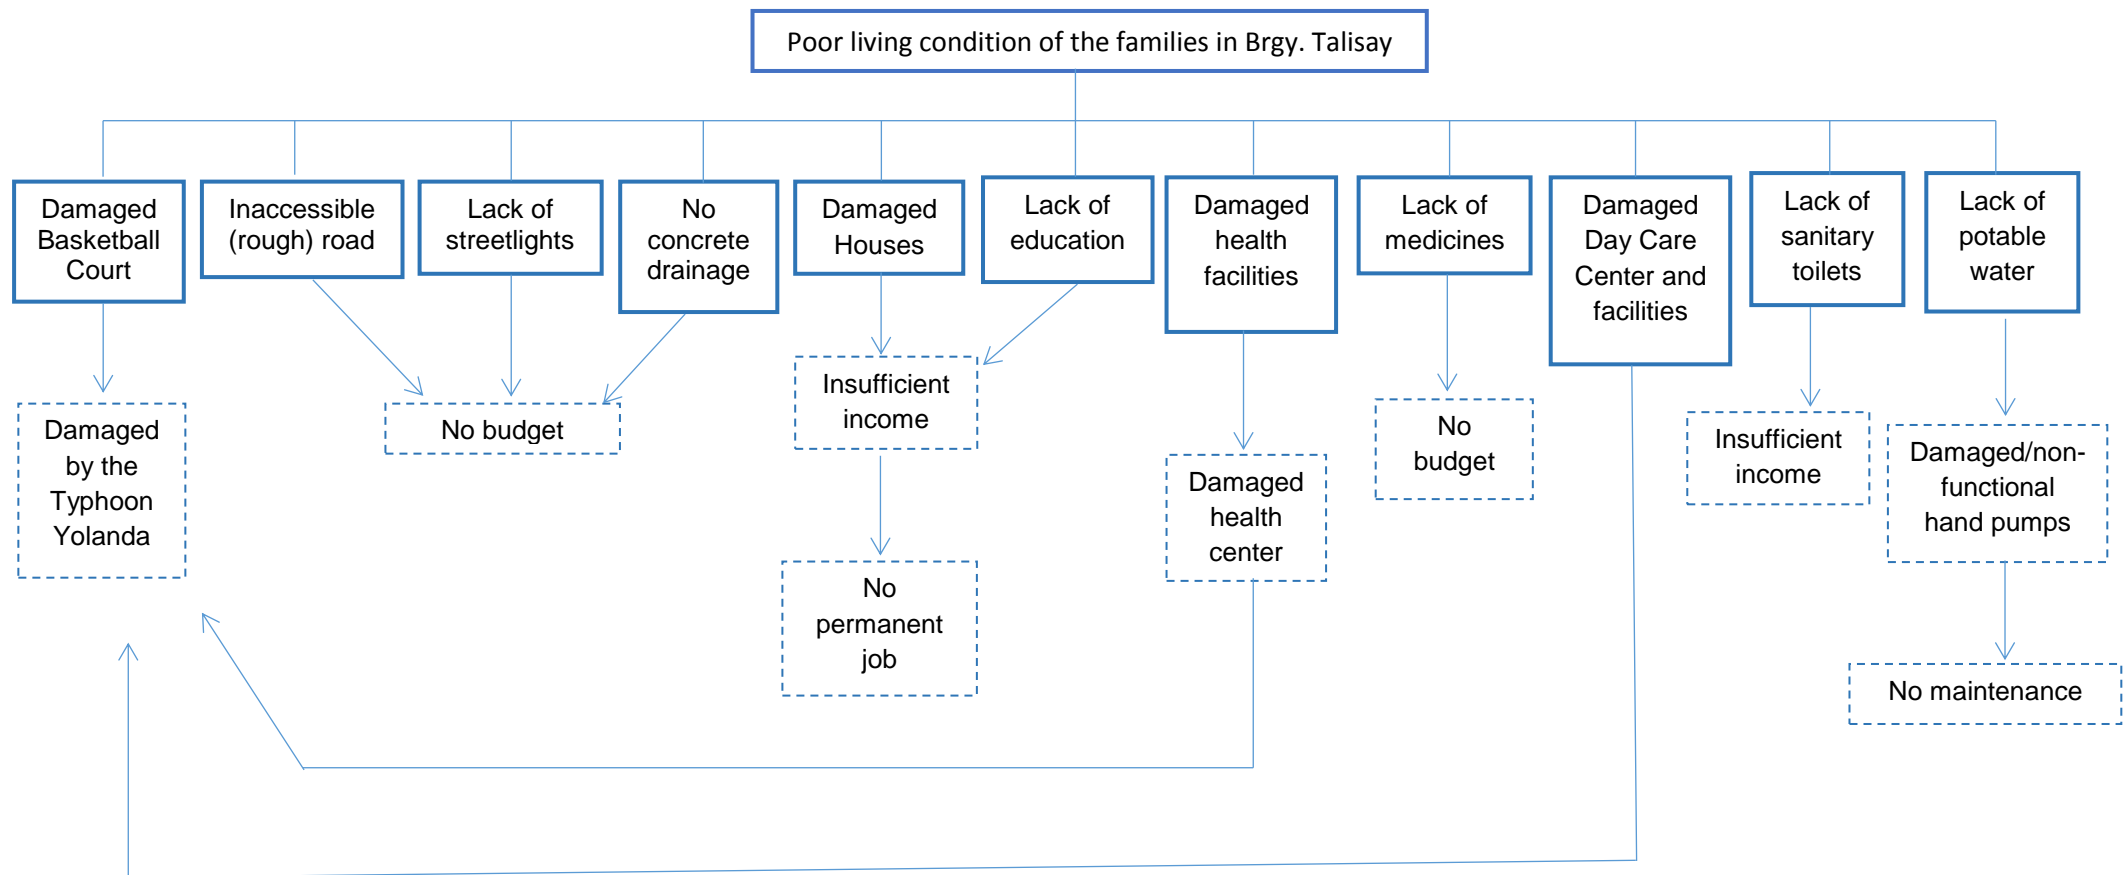 Poor living condition of the families in Brgy. Talisay
Damaged
Basketball
Court
Inaccessible
(rough) road
Lack of
streetlights
No
concrete
drainage
Damaged
Houses
Lack of
education
Damaged
health
facilities
Lack of
medicines
Damaged
Day Care
Center and
facilities
Lack of
sanitary
toilets
Lack of
potable
water
Damaged
by the
Typhoon
Yolanda
No budget
Insufficient
income
No
permanent
job
Damaged
health
center
No
budget
Insufficient
income
Damaged/non-
functional
hand pumps
No maintenance